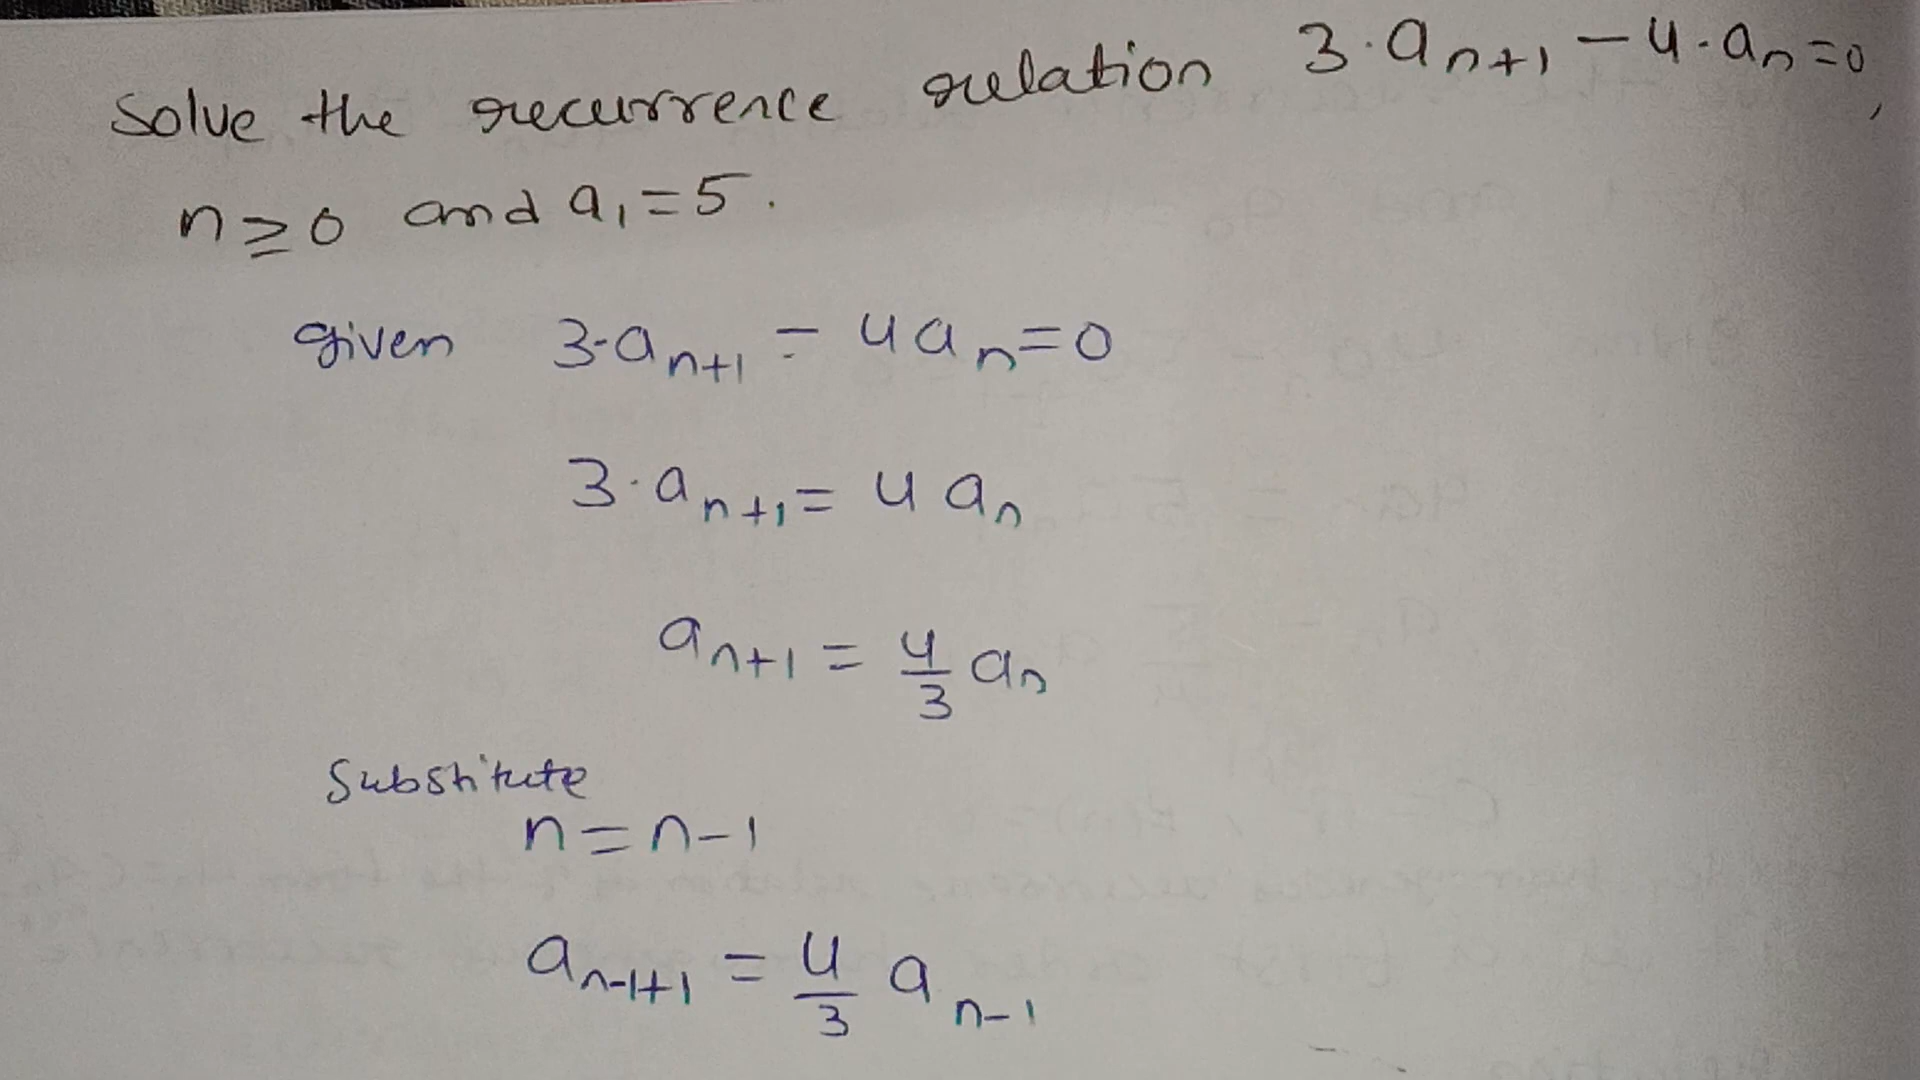 Solve the recurrence relation 3·aₙ₊₁ − 4·aₙ = 0,
n ≥ 0 and a₁ = 5.
given 3·aₙ₊₁ − 4aₙ = 0
3·aₙ₊₁ = 4 aₙ
aₙ₊₁ = 4/3 aₙ
Substitute
n = n − 1
aₙ₋₁₊₁ = 4/3 aₙ₋₁